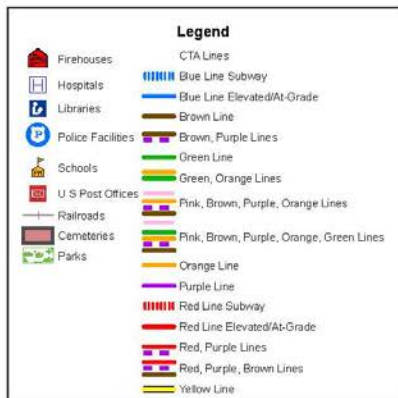 Legend
Firehouses
Hospitals
Libraries
Police Facilities
Schools
U S Post Offices
Railroads
Cemeteries
Parks
CTA Lines
Blue Line Subway
Blue Line Elevated/At-Grade
Brown Line
Brown, Purple Lines
Green Line
Green, Orange Lines
Pink, Brown, Purple, Orange Lines
Pink, Brown, Purple, Orange, Green Lines
Orange Line
Purple Line
Red Line Subway
Red Line Elevated/At-Grade
Red, Purple Lines
Red, Purple, Brown Lines
Yellow Line